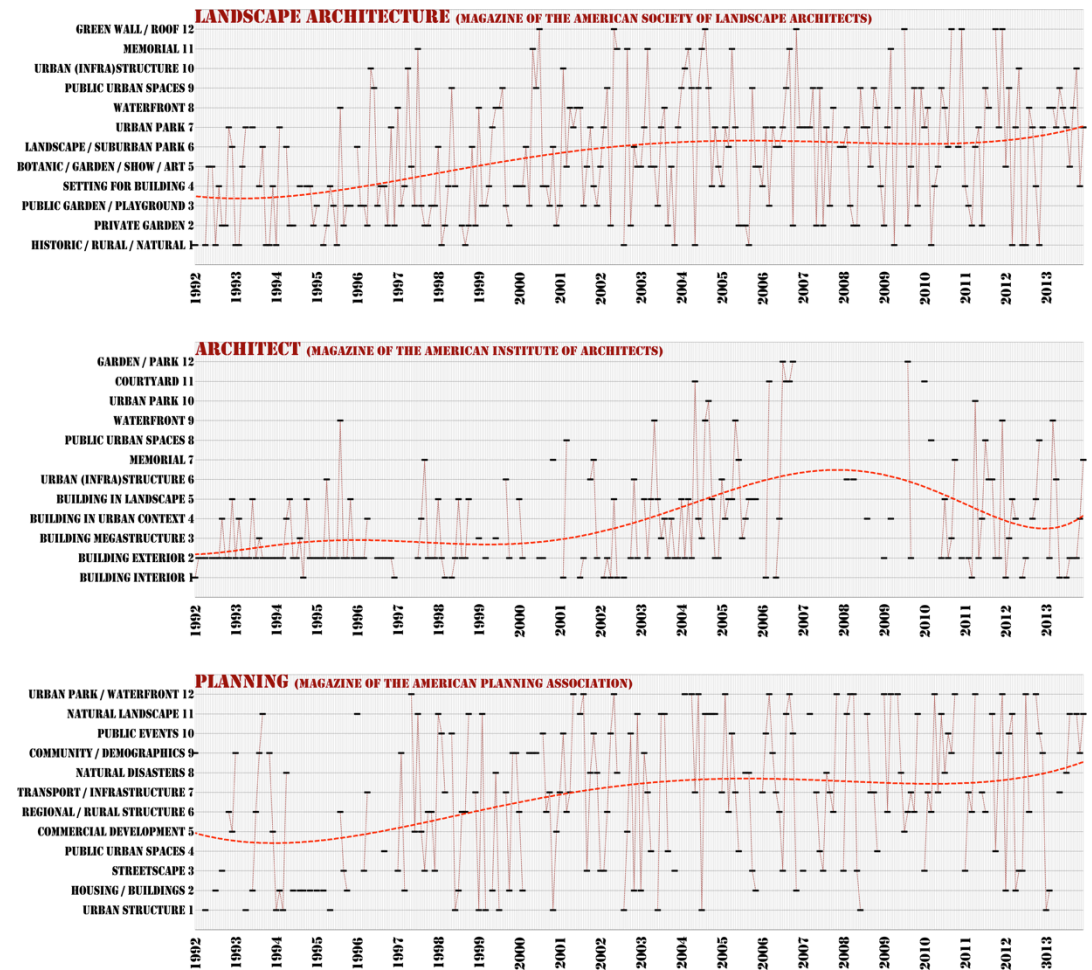 LANDSCAPE ARCHITECTURE (MAGAZINE OF THE AMERICAN SOCIETY OF LANDSCAPE ARCHITECTS)
GREEN WALL / ROOF 12
MEMORIAL 11
URBAN (INFRA)STRUCTURE 10
PUBLIC URBAN SPACES 9
WATERFRONT 8
URBAN PARK 7
LANDSCAPE / SUBURBAN PARK 6
BOTANIC / GARDEN / SHOW / ART 5
SETTING FOR BUILDING 4
PUBLIC GARDEN / PLAYGROUND 3
PRIVATE GARDEN 2
HISTORIC / RURAL / NATURAL 1
1992 1993 1994 1995 1996 1997 1998 1999 2000 2001 2002 2003 2004 2005 2006 2007 2008 2009 2010 2011 2012 2013
ARCHITECT (MAGAZINE OF THE AMERICAN INSTITUTE OF ARCHITECTS)
GARDEN / PARK 12
COURTYARD 11
URBAN PARK 10
WATERFRONT 9
PUBLIC URBAN SPACES 8
MEMORIAL 7
URBAN (INFRA)STRUCTURE 6
BUILDING IN LANDSCAPE 5
BUILDING IN URBAN CONTEXT 4
BUILDING MEGASTRUCTURE 3
BUILDING EXTERIOR 2
BUILDING INTERIOR 1
1992 1993 1994 1995 1996 1997 1998 1999 2000 2001 2002 2003 2004 2005 2006 2007 2008 2009 2010 2011 2012 2013
PLANNING (MAGAZINE OF THE AMERICAN PLANNING ASSOCIATION)
URBAN PARK / WATERFRONT 12
NATURAL LANDSCAPE 11
PUBLIC EVENTS 10
COMMUNITY / DEMOGRAPHICS 9
NATURAL DISASTERS 8
TRANSPORT / INFRASTRUCTURE 7
REGIONAL / RURAL STRUCTURE 6
COMMERCIAL DEVELOPMENT 5
PUBLIC URBAN SPACES 4
STREETSCAPE 3
HOUSING / BUILDINGS 2
URBAN STRUCTURE 1
1992 1993 1994 1995 1996 1997 1998 1999 2000 2001 2002 2003 2004 2005 2006 2007 2008 2009 2010 2011 2012 3013